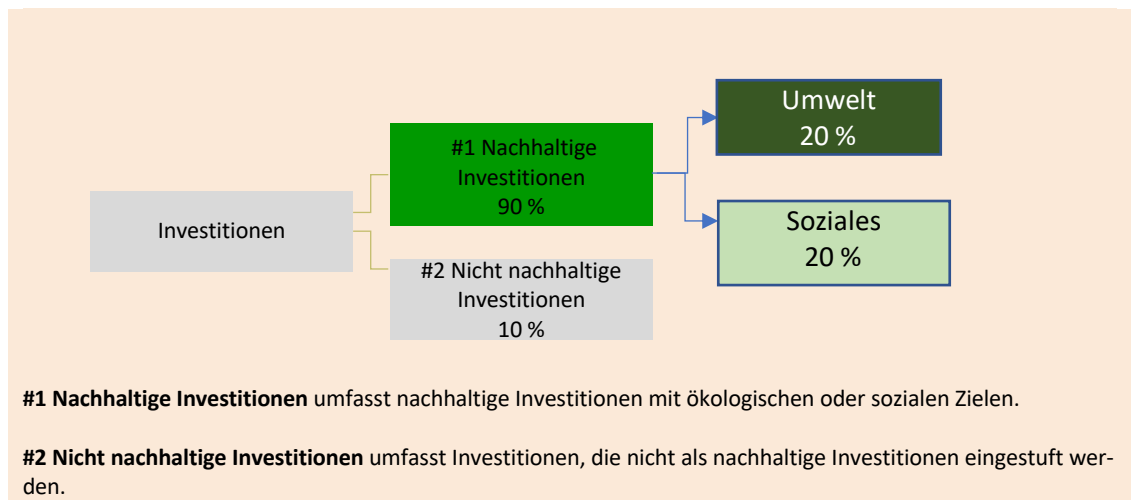 Umwelt
20 %
#1 Nachhaltige
Investitionen
90 %
Investitionen
Soziales
20 %
#2 Nicht nachhaltige
Investitionen
10 %
#1 Nachhaltige Investitionen umfasst nachhaltige Investitionen mit ökologischen oder sozialen Zielen.
#2 Nicht nachhaltige Investitionen umfasst Investitionen, die nicht als nachhaltige Investitionen eingestuft wer-
den.